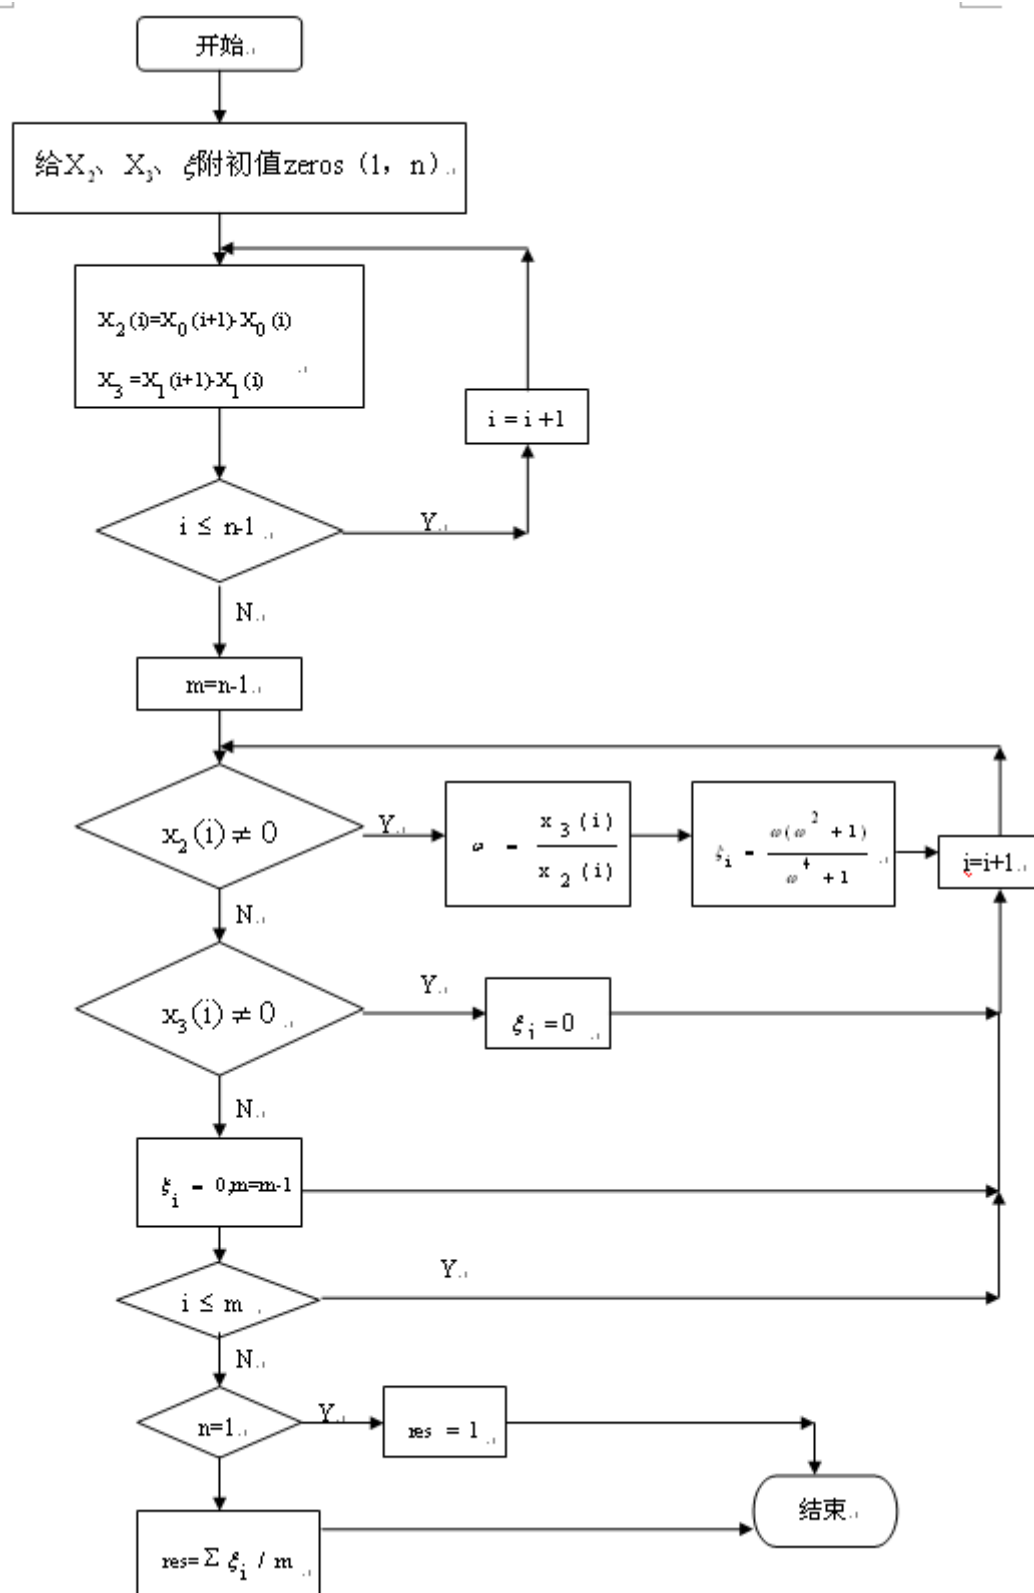 开始
给X₂、X₃、ξ附初值zeros（1，n）
X₂(i)=X₀(i+1)-X₀(i)
X₃=X₁(i+1)-X₁(i)
i=i+1
i ≤ n-1
Y
N
m=n-1
x₂(i)≠0
Y
ω = x₃(i) / x₂(i)
ξᵢ = ω(ω² +1) / ω⁴ +1
i=i+1
N
x₃(i)≠0
Y
ξᵢ=0
N
ξᵢ = 0,m=m-1
Y
i ≤ m
N
n=1
Y
res = 1
结束
res=Σ ξᵢ / m